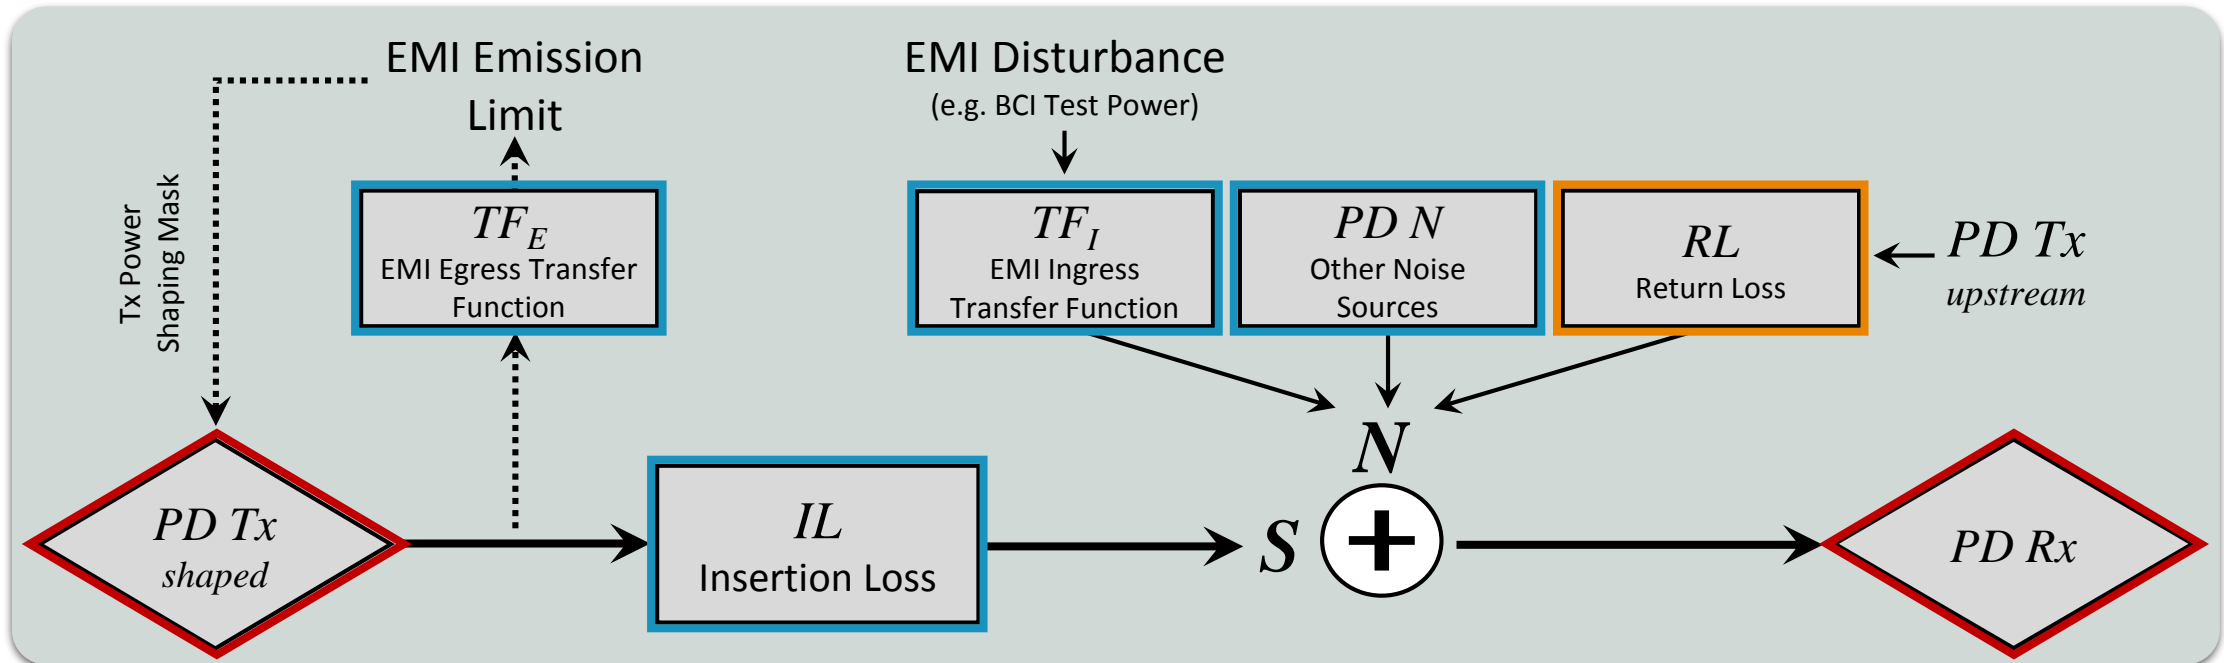 EMI Emission
Limit
EMI Disturbance
(e.g. BCI Test Power)
Tx Power
Shaping Mask
TF_E
EMI Egress Transfer
Function
TF_I
EMI Ingress
Transfer Function
PD N
Other Noise
Sources
RL
Return Loss
PD Tx
upstream
N
PD Tx
shaped
IL
Insertion Loss
S
+
PD Rx